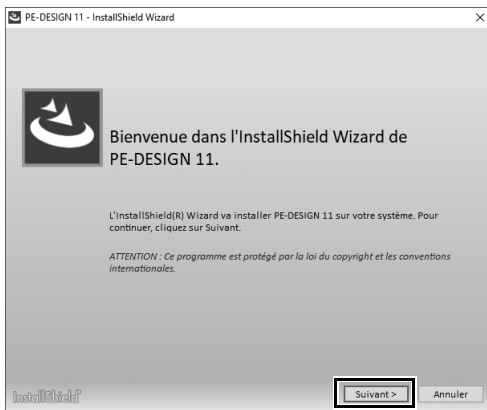 PE-DESIGN 11 - InstallShield Wizard
Bienvenue dans l'InstallShield Wizard de
PE-DESIGN 11.
L'InstallShield(R) Wizard va installer PE-DESIGN 11 sur votre système. Pour
continuer, cliquez sur Suivant.
ATTENTION : Ce programme est protégé par la loi du copyright et les conventions
internationales.
InstallShield
Suivant >
Annuler